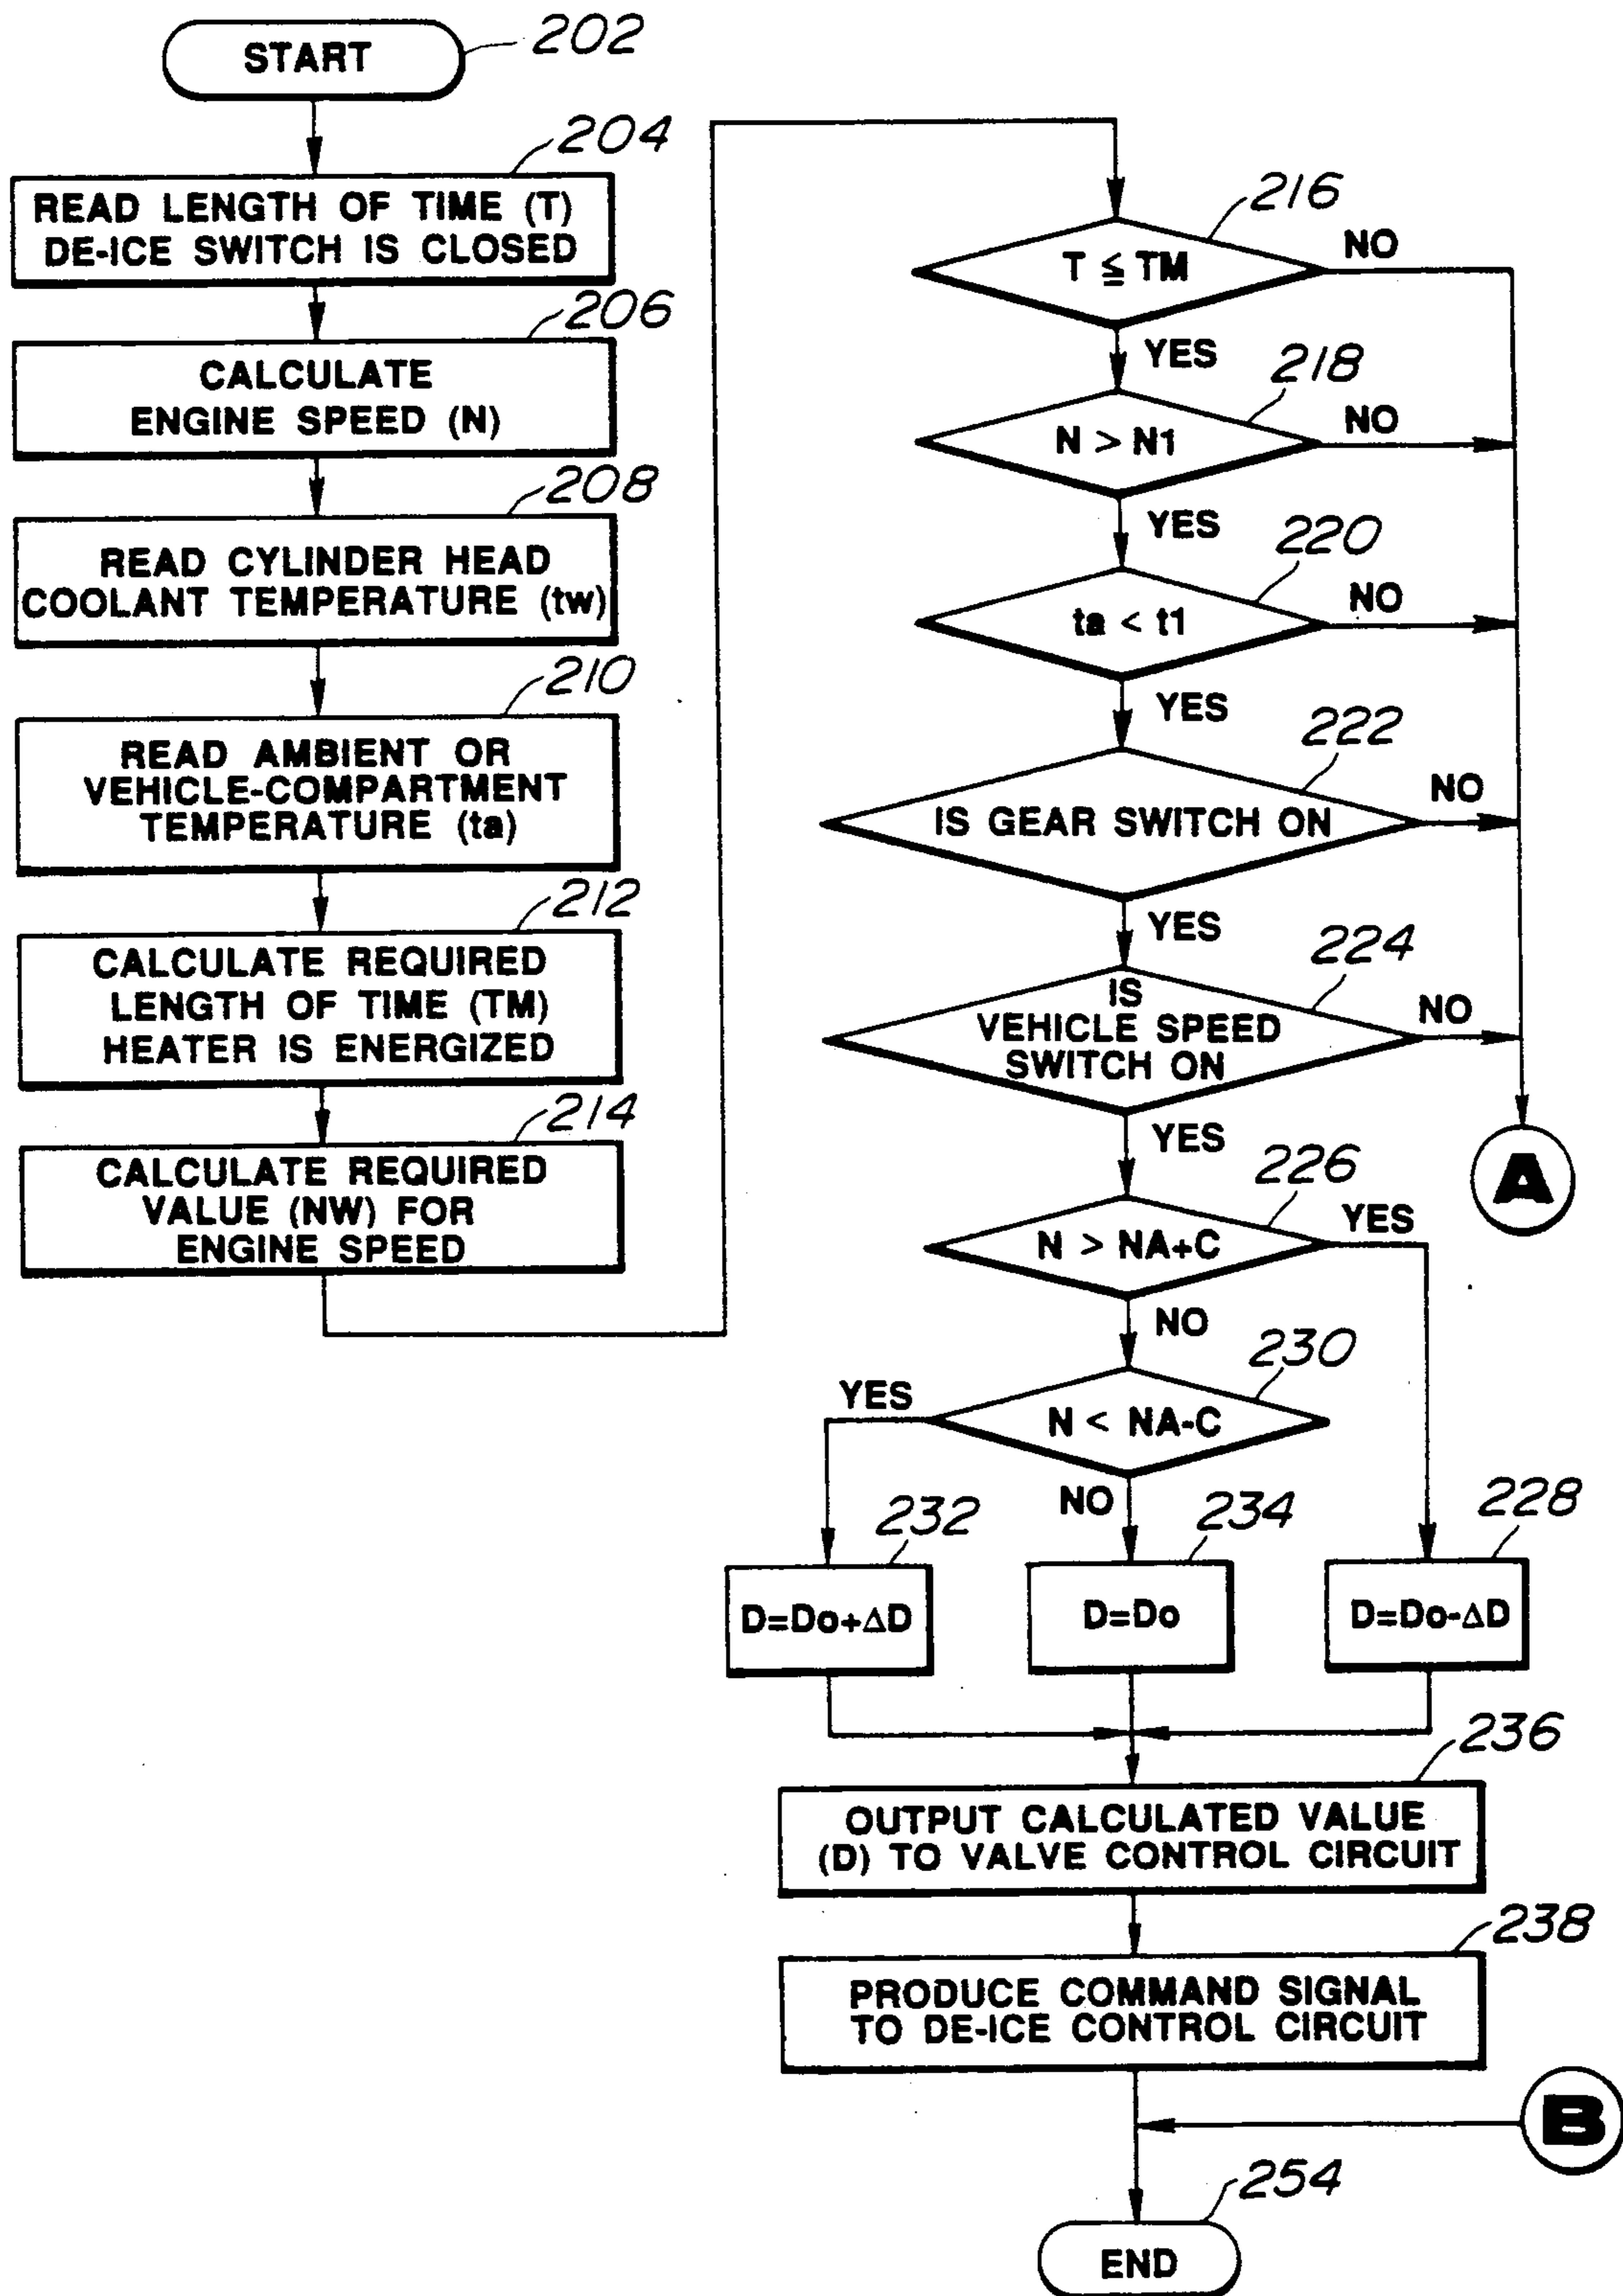 START
202
204
READ LENGTH OF TIME (T)
DE-ICE SWITCH IS CLOSED
206
CALCULATE
ENGINE SPEED (N)
208
READ CYLINDER HEAD
COOLANT TEMPERATURE (tw)
210
READ AMBIENT OR
VEHICLE-COMPARTMENT
TEMPERATURE (ta)
212
CALCULATE REQUIRED
LENGTH OF TIME (TM)
HEATER IS ENERGIZED
214
CALCULATE REQUIRED
VALUE (NW) FOR
ENGINE SPEED
216
T ≦ TM
NO
YES
218
N > N1
NO
YES
220
ta < t1
NO
YES
222
IS GEAR SWITCH ON
NO
YES
224
IS
VEHICLE SPEED
SWITCH ON
NO
YES
A
226
N > NA+C
YES
NO
230
N < NA-C
YES
NO
232
D=Do+ΔD
234
D=Do
228
D=Do-ΔD
236
OUTPUT CALCULATED VALUE
(D) TO VALVE CONTROL CIRCUIT
238
PRODUCE COMMAND SIGNAL
TO DE-ICE CONTROL CIRCUIT
B
254
END